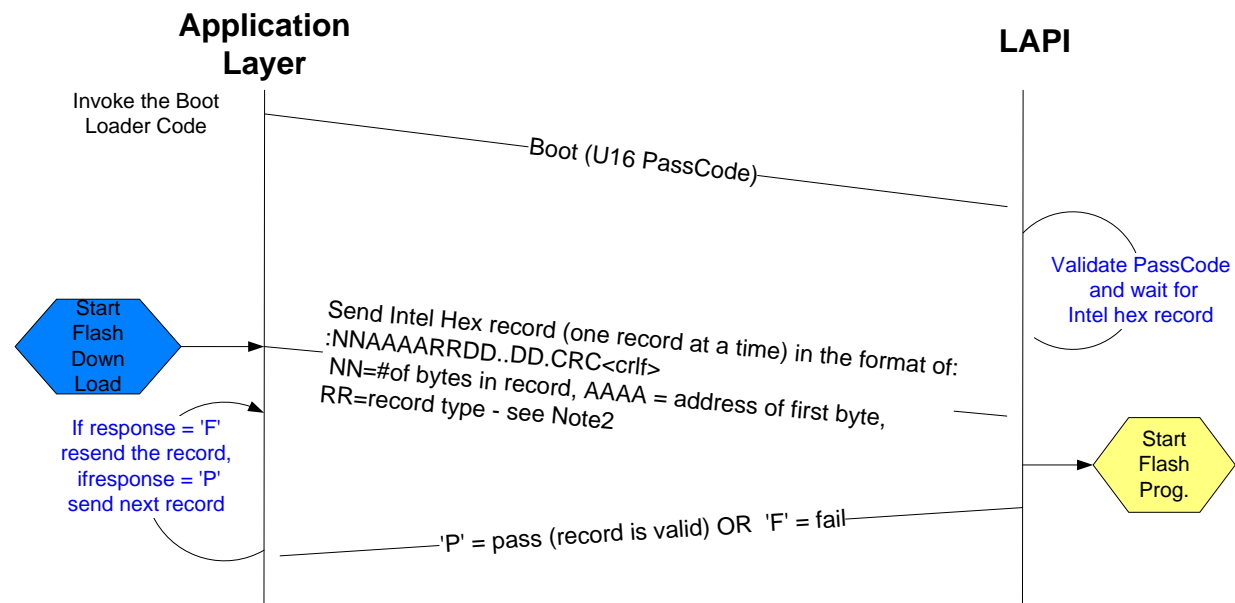 Application
Layer
LAPI
Invoke the Boot
Loader Code
Boot (U16 PassCode)
Validate PassCode
and wait for
Intel hex record
Start
Flash
Down
Load
Send Intel Hex record (one record at a time) in the format of:
:NNAAAARRDD..DD.CRC<crlf>
NN=#of bytes in record, AAAA = address of first byte,
RR=record type - see Note2
If response = 'F'
resend the record,
ifresponse = 'P'
send next record
Start
Flash
Prog.
'P' = pass (record is valid) OR 'F' = fail